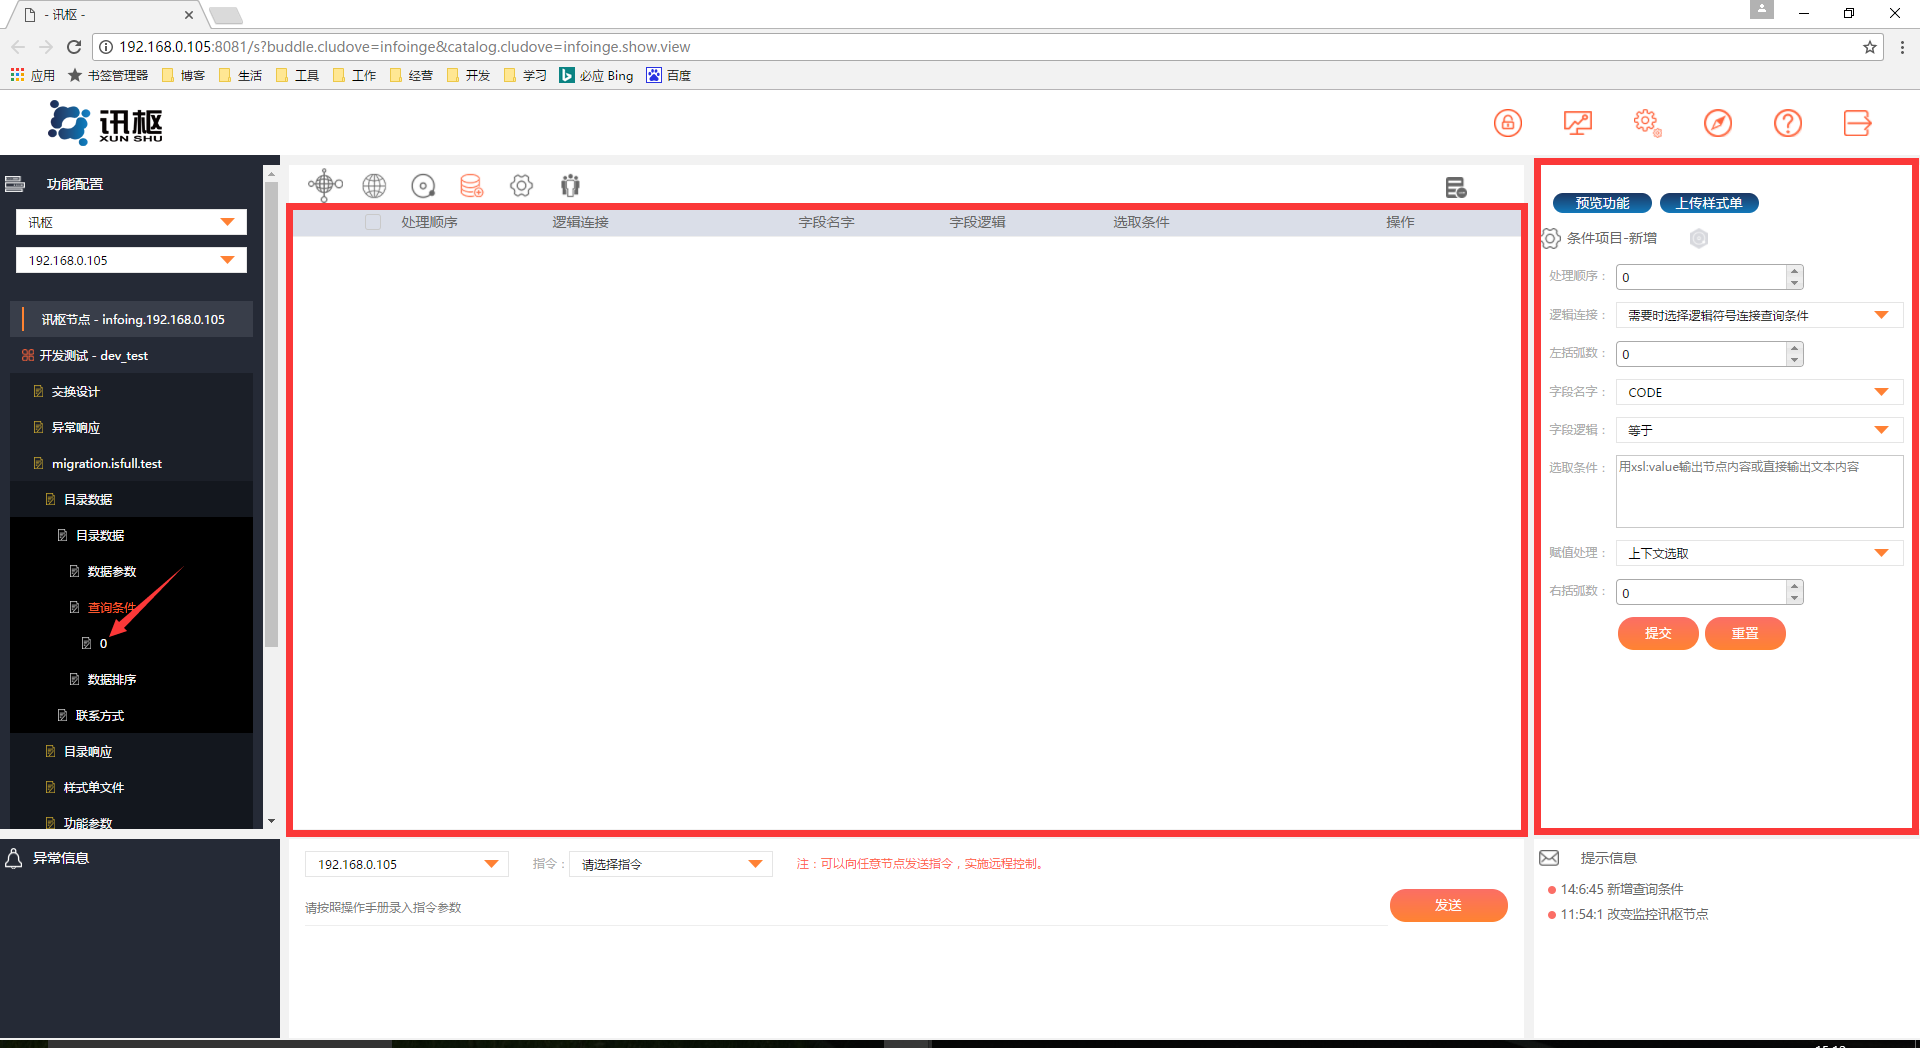 - 讯枢 -
192.168.0.105:8081/s?buddle.cludove=infoinge&catalog.cludove=infoinge.show.view
应用 书签管理器 博客 生活 工具 工作 经营 开发 学习 必应 Bing 百度
讯枢
XUN SHU
功能配置
讯枢
192.168.0.105
讯枢节点 - infoing.192.168.0.105
开发测试 - dev_test
交换设计
异常响应
migration.isfull.test
目录数据
目录数据
数据参数
查询条件
0
数据排序
联系方式
目录响应
样式单文件
功能参数
异常信息
处理顺序 逻辑连接 字段名字 字段逻辑 选取条件 操作
192.168.0.105 指令： 请选择指令 注：可以向任意节点发送指令，实施远程控制。
请按照操作手册录入指令参数
发送
预览功能 上传样式单
条件项目-新增
处理顺序： 0
逻辑连接： 需要时选择逻辑符号连接查询条件
左括弧数： 0
字段名字： CODE
字段逻辑： 等于
选取条件： 用xsl:value输出节点内容或直接输出文本内容
赋值处理： 上下文选取
右括弧数： 0
提交 重置
提示信息
14:6:45 新增查询条件
11:54:1 改变监控讯枢节点